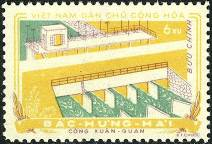 VIỆT NAM DÂN CHỦ CỘNG HÒA
6 XU
BƯU CHÍNH
BẮC-HƯNG-HẢI
CỐNG XUÂN-QUAN